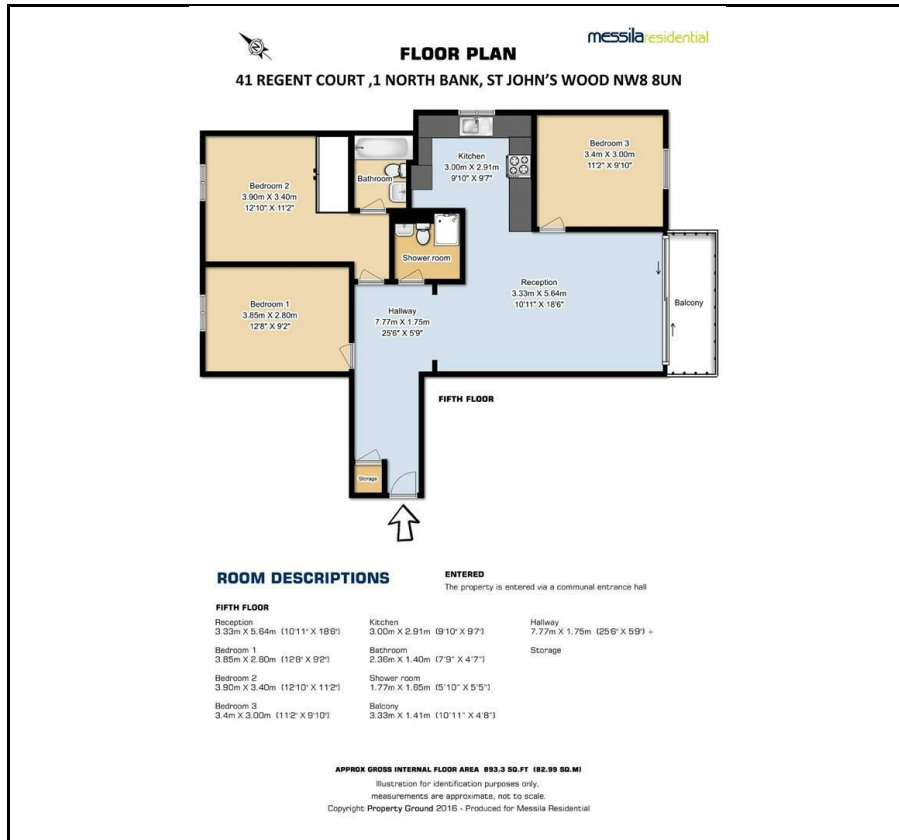 messila residential
FLOOR PLAN
41 REGENT COURT ,1 NORTH BANK, ST JOHN'S WOOD NW8 8UN
Kitchen
3.00m X 2.91m
9'10" X 9'7"
Bedroom 3
3.4m X 3.00m
11'2" X 9'10"
Bathroom
Bedroom 2
3.90m X 3.40m
12'10" X 11'2"
Shower room
Reception
3.33m X 5.64m
10'11" X 18'6"
Balcony
Bedroom 1
3.85m X 2.80m
12'8" X 9'2"
Hallway
7.77m X 1.75m
25'6" X 5'9"
FIFTH FLOOR
Storage
ROOM DESCRIPTIONS
ENTERED
The property is entered via a communal entrance hall
FIFTH FLOOR
Reception
3.33m X 5.64m (10'11" X 18'6")
Bedroom 1
3.85m X 2.80m (12'8" X 9'2")
Bedroom 2
3.90m X 3.40m (12'10" X 11'2")
Bedroom 3
3.4m X 3.00m (11'2" X 9'10")
Kitchen
3.00m X 2.91m (9'10" X 9'7")
Bathroom
2.36m X 1.40m (7'9" X 4'7")
Shower room
1.77m X 1.65m (5'10" X 5'5")
Balcony
3.33m X 1.41m (10'11" X 4'8")
Hallway
7.77m X 1.75m (25'6" X 5'9") +
Storage
APPROX GROSS INTERNAL FLOOR AREA 893.3 SQ.FT (82.99 SQ.M)
Illustration for identification purposes only,
measurements are approximate, not to scale.
Copyright Property Ground 2016 - Produced for Messila Residential